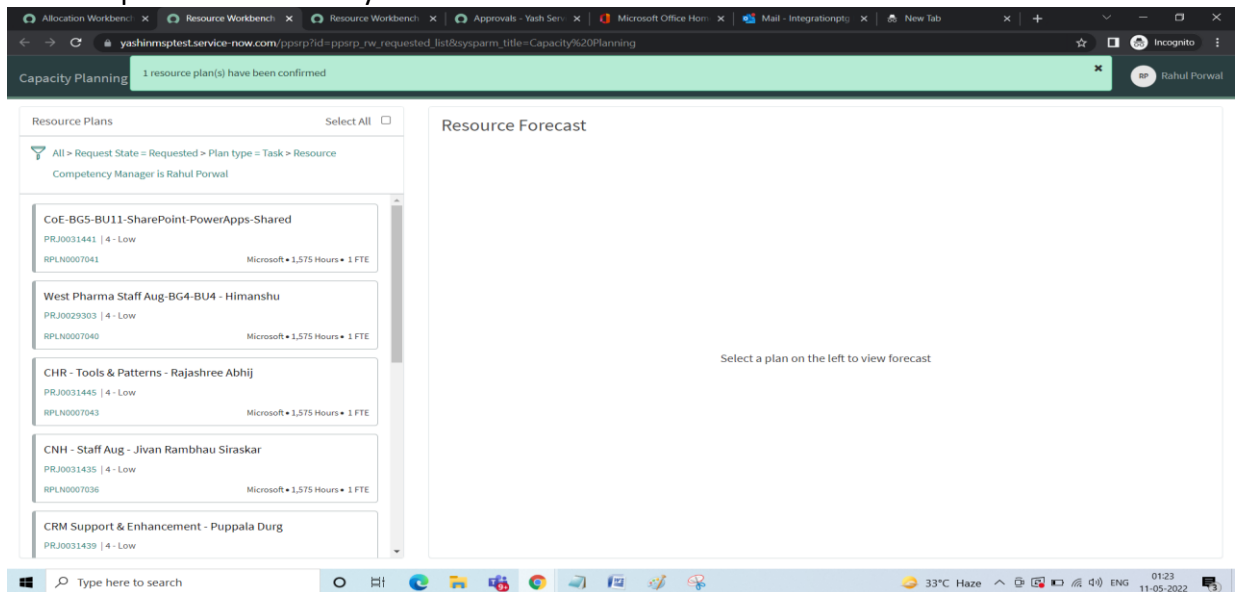 Allocation Workbench
Resource Workbench
Resource Workbench
Approvals - Yash Serv
Microsoft Office Hom
Mail - Integrationptg
New Tab
yashinmsptest.service-now.com/ppsrp?id=ppsrp_rw_requested_list&sysparm_title=Capacity%20Planning
Incognito
Capacity Planning
1 resource plan(s) have been confirmed
RP
Rahul Porwal
Resource Plans
Select All
All > Request State = Requested > Plan type = Task > Resource
Competency Manager is Rahul Porwal
CoE-BG5-BU11-SharePoint-PowerApps-Shared
PRJ0031441 | 4 - Low
RPLN0007041 Microsoft • 1,575 Hours • 1 FTE
West Pharma Staff Aug-BG4-BU4 - Himanshu
PRJ0029303 | 4 - Low
RPLN0007040 Microsoft • 1,575 Hours • 1 FTE
CHR - Tools & Patterns - Rajashree Abhij
PRJ0031445 | 4 - Low
RPLN0007043 Microsoft • 1,575 Hours • 1 FTE
CNH - Staff Aug - Jivan Rambhau Siraskar
PRJ0031435 | 4 - Low
RPLN0007036 Microsoft • 1,575 Hours • 1 FTE
CRM Support & Enhancement - Puppala Durg
PRJ0031439 | 4 - Low
Resource Forecast
Select a plan on the left to view forecast
Type here to search
33°C Haze
ENG
01:23
11-05-2022